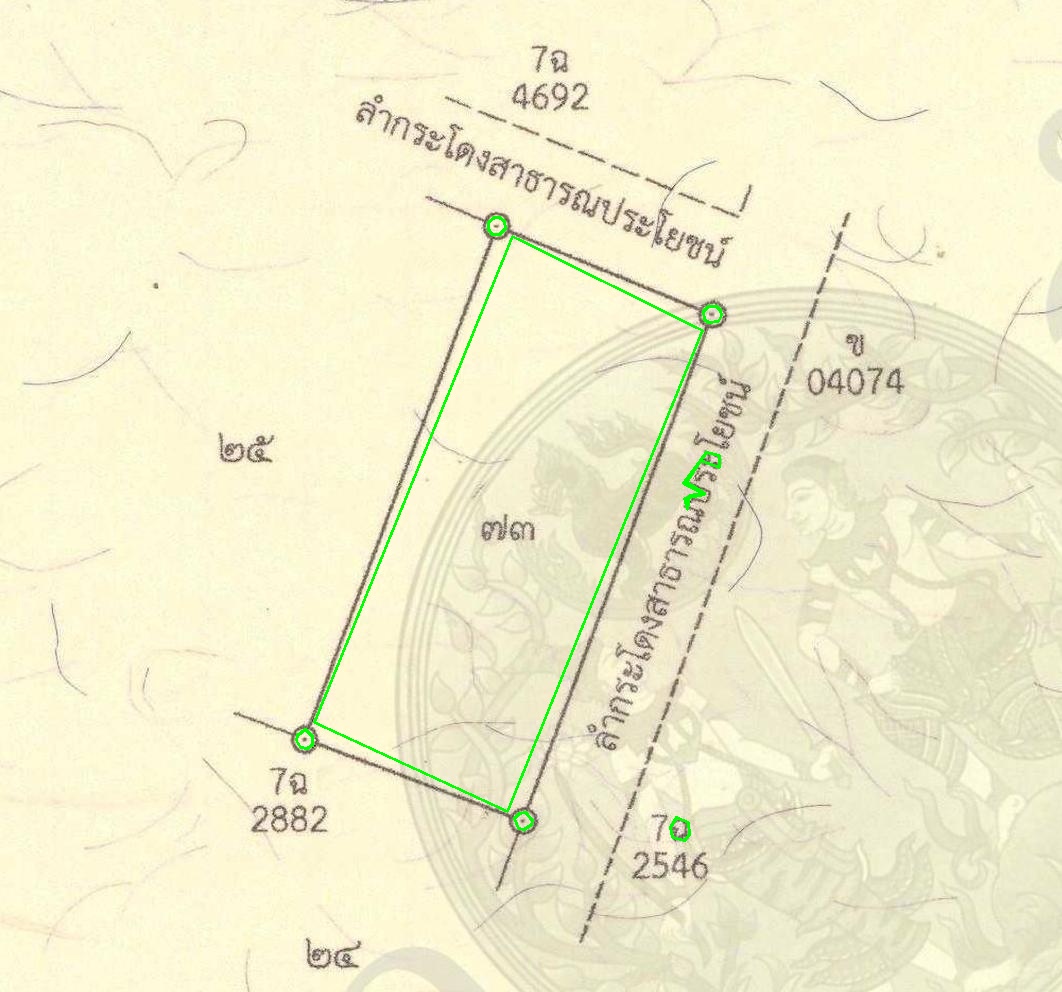 7ฉ
4692
ลำกระโดงสาธารณประโยชน์
ข
04074
ลำกระโดงสาธารณประโยชน์
๒๕
๗๓
7ฉ
2882
7ฉ
2546
๒๔